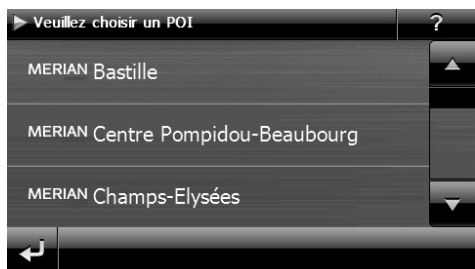 Veuillez choisir un POI ?
MERIAN Bastille
MERIAN Centre Pompidou-Beaubourg
MERIAN Champs-Elysées